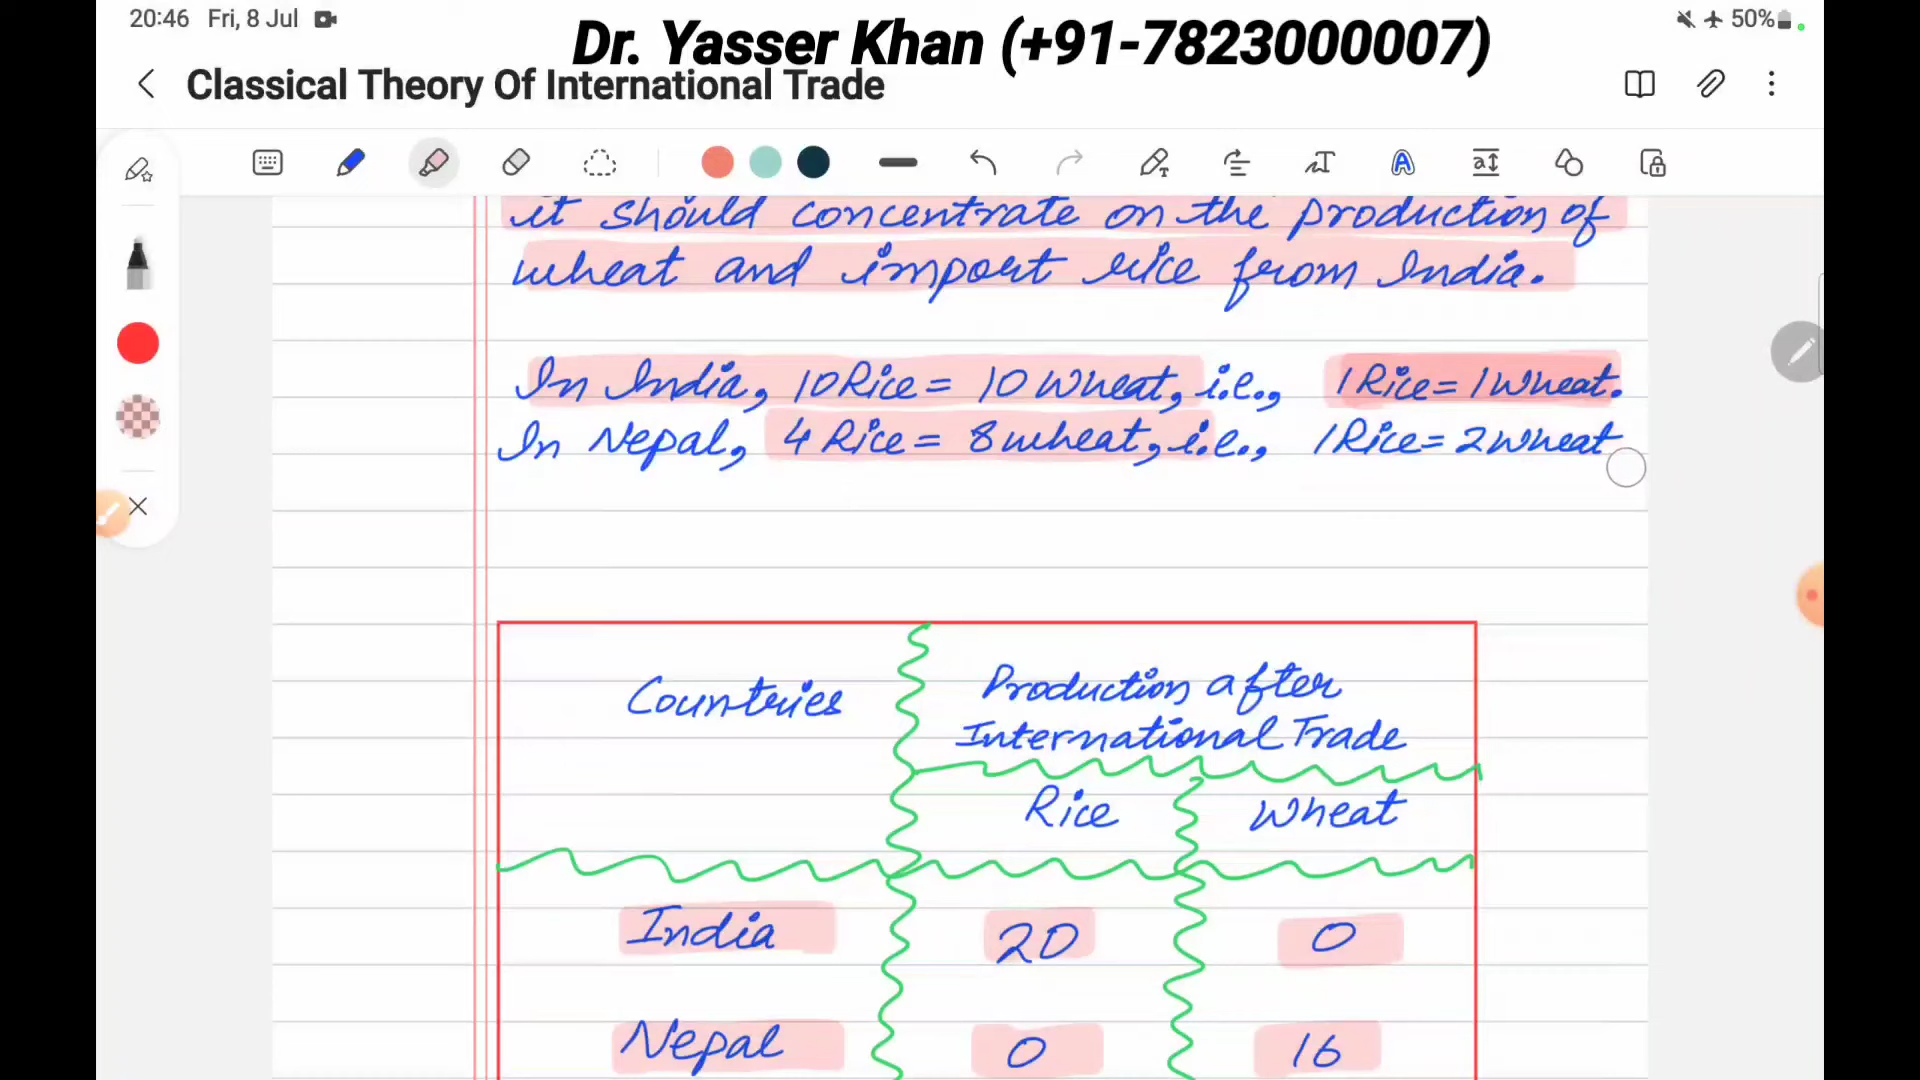 20:46 Fri, 8 Jul
50%
Dr. Yasser Khan (+91-7823000007)
Classical Theory Of International Trade
it should concentrate on the production of
wheat and import rice from India.
In India, 10 Rice = 10 Wheat, i.e., 1 Rice = 1 Wheat.
In Nepal, 4 Rice = 8 wheat, i.e., 1 Rice = 2 Wheat
Countries
Production after
International Trade
Rice Wheat
India 20 0
Nepal 0 16